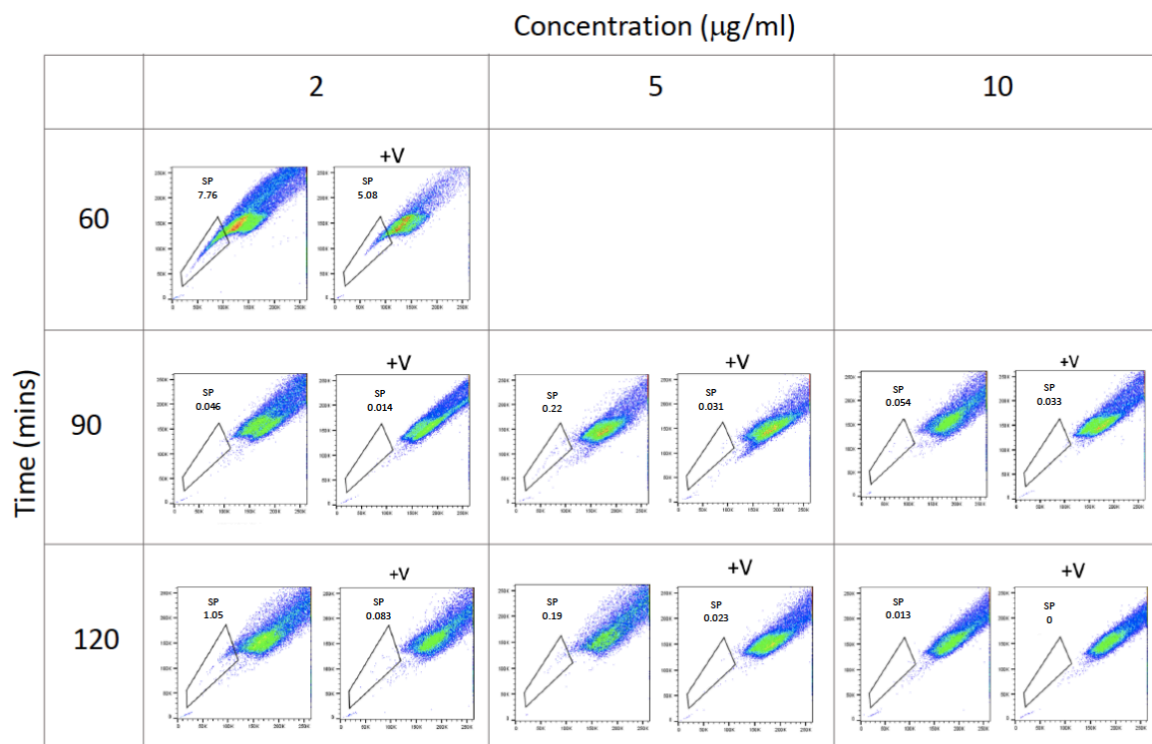 Concentration (μg/ml)
2 5 10
Time (mins)
60
SP
7.76
+V
SP
5.08
90
SP
0.046
+V
SP
0.014
SP
0.22
+V
SP
0.031
SP
0.054
+V
SP
0.033
120
SP
1.05
+V
SP
0.083
SP
0.19
+V
SP
0.023
SP
0.013
+V
SP
0